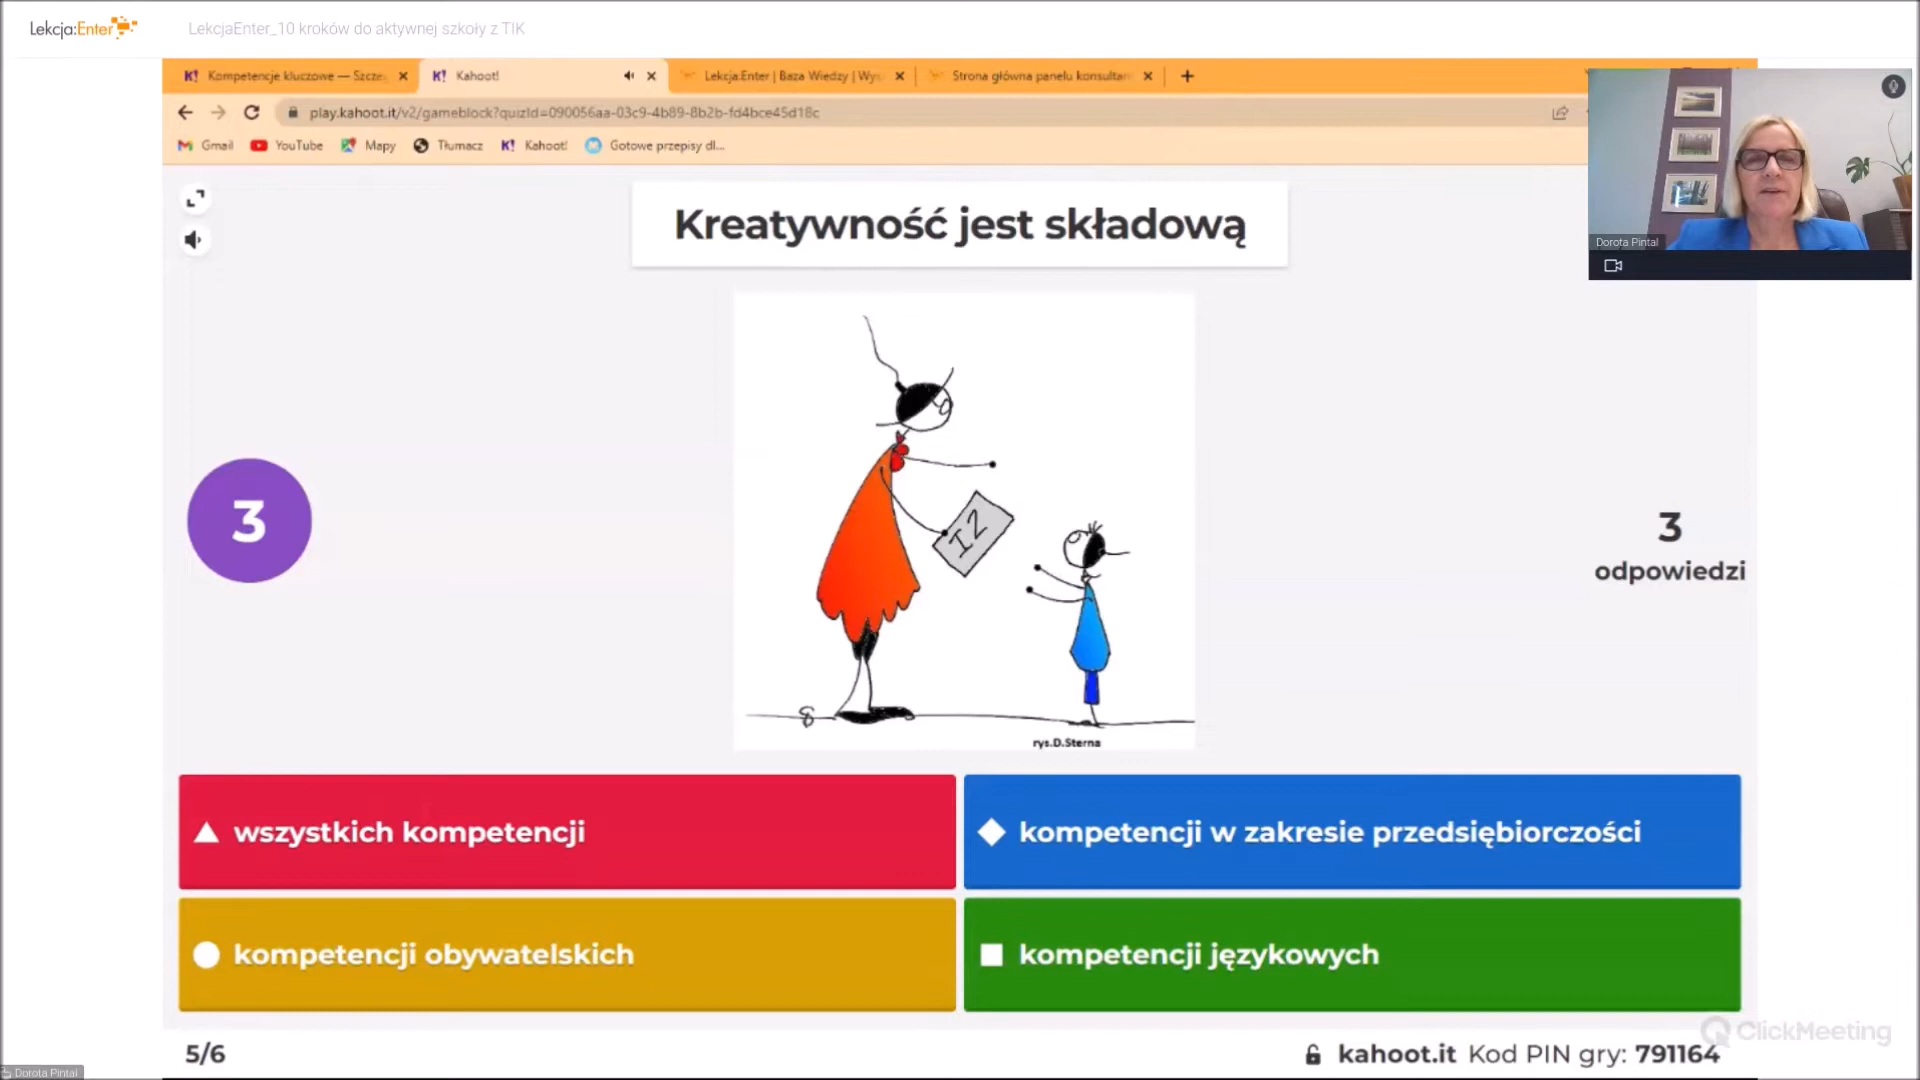 Lekcja:Enter
LekcjaEnter_10 kroków do aktywnej szkoły z TIK
Kompetencje kluczowe — Szcze
Kahoot!
Lekcja:Enter | Baza Wiedzy | Wy
Strona główna panelu konsultan
play.kahoot.it/v2/gameblock?quizId=090056aa-03c9-4b89-8b2b-fd4bce45d18c
Gmail
YouTube
Mapy
Tłumacz
Kahoot!
Gotowe przepisy dl...
Dorota Pintal
Kreatywność jest składową
3
3
odpowiedzi
12
rys.D.Sterna
wszystkich kompetencji
kompetencji w zakresie przedsiębiorczości
kompetencji obywatelskich
kompetencji językowych
5/6
kahoot.it Kod PIN gry: 791164
ClickMeeting
Dorota Pintal